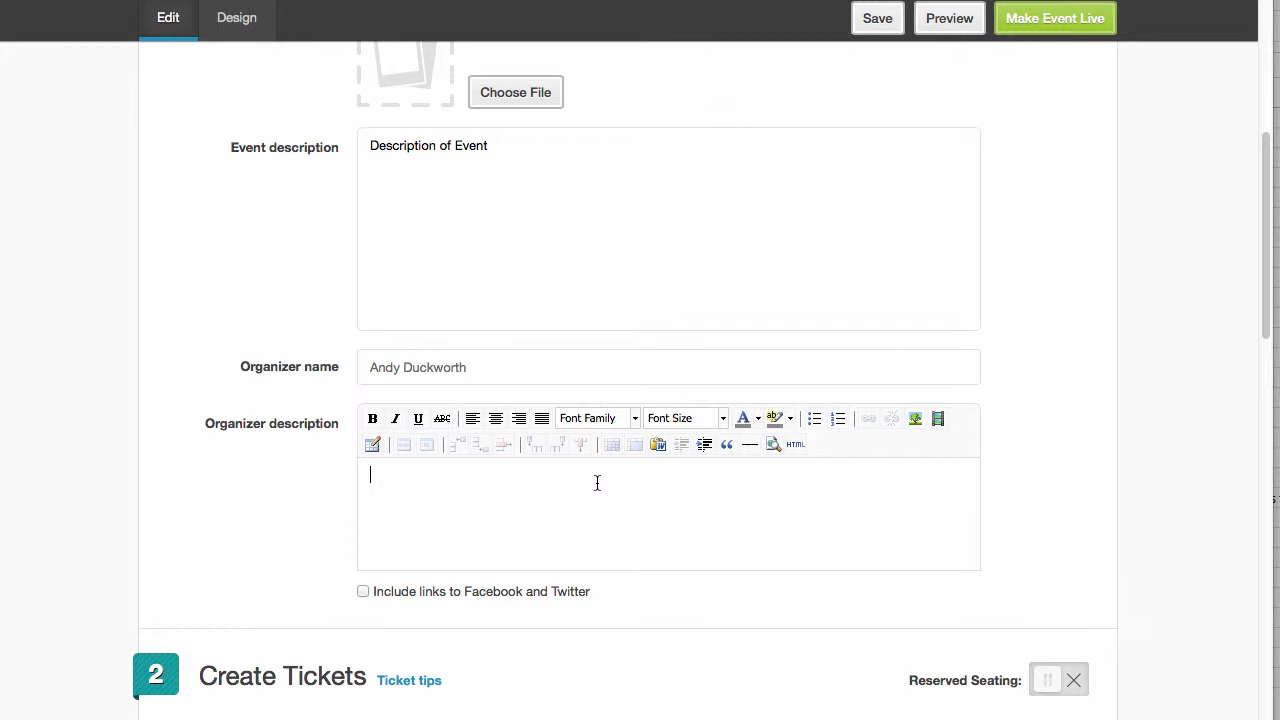 Edit
Design
Save
Preview
Make Event Live
Choose File
Event description
Description of Event
Organizer name
Andy Duckworth
Organizer description
B I U ABC
Font Family
Font Size
A
ab
HTML
Include links to Facebook and Twitter
2
Create Tickets
Ticket tips
Reserved Seating: